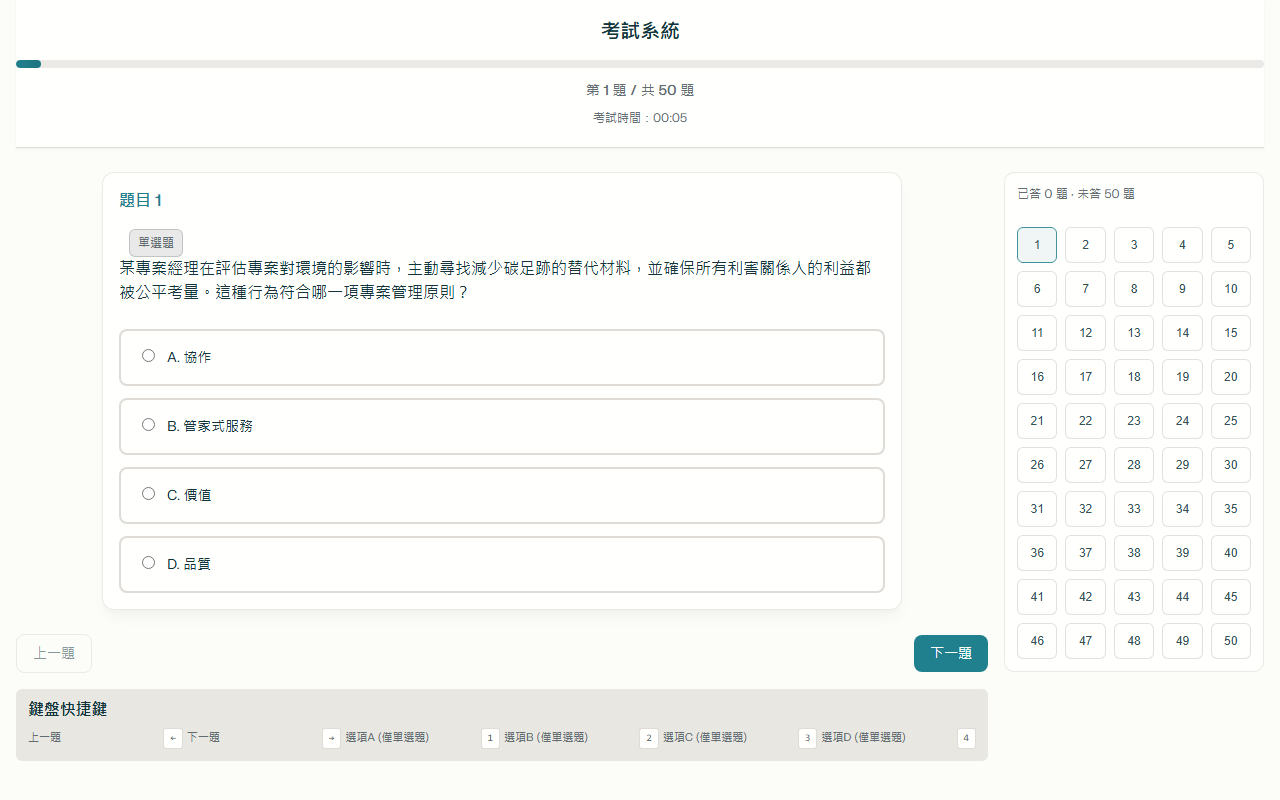 考試系統
第 1 題 / 共 50 題
考試時間：00:05
題目 1
單選題
某專案經理在評估專案對環境的影響時，主動尋找減少碳足跡的替代材料，並確保所有利害關係人的利益都
被公平考量。這種行為符合哪一項專案管理原則？
A. 協作
B. 管家式服務
C. 價值
D. 品質
上一題
下一題
鍵盤快捷鍵
上一題 ← 下一題 → 選項A (僅單選題) 1 選項B (僅單選題) 2 選項C (僅單選題) 3 選項D (僅單選題) 4
已答 0 題 · 未答 50 題
1 2 3 4 5
6 7 8 9 10
11 12 13 14 15
16 17 18 19 20
21 22 23 24 25
26 27 28 29 30
31 32 33 34 35
36 37 38 39 40
41 42 43 44 45
46 47 48 49 50